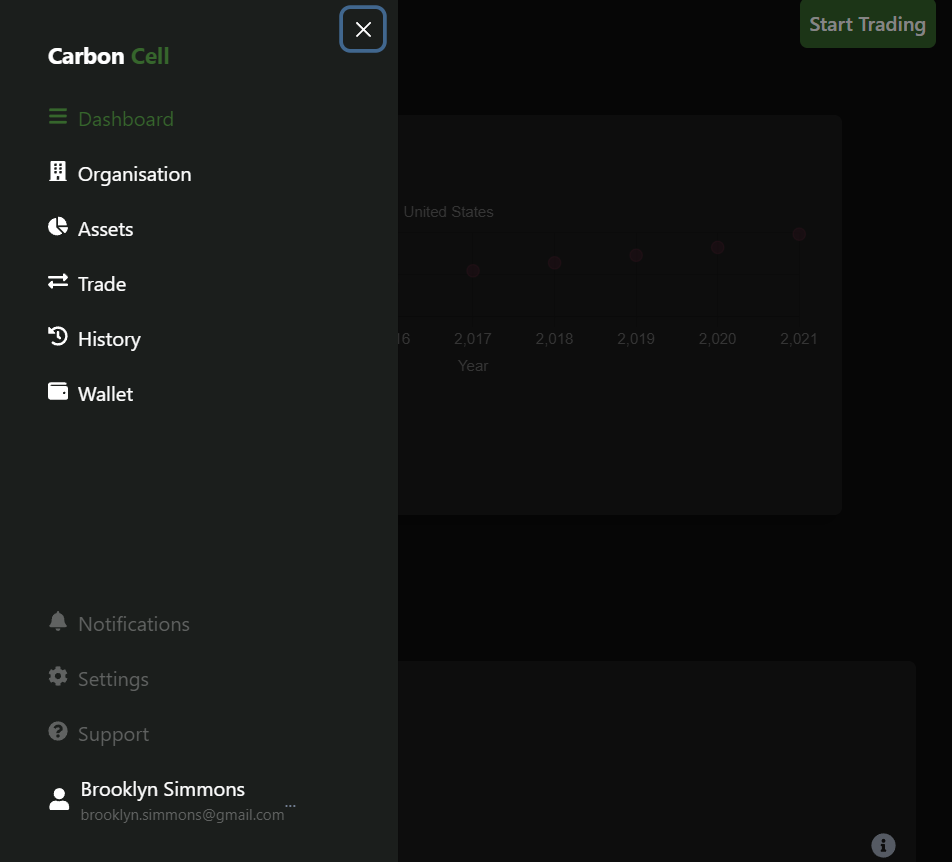 Carbon Cell
Start Trading
Dashboard
Organisation
Assets
Trade
History
Wallet
United States
16 2,017 2,018 2,019 2,020 2,021
Year
Notifications
Settings
Support
Brooklyn Simmons
brooklyn.simmons@gmail.com ...